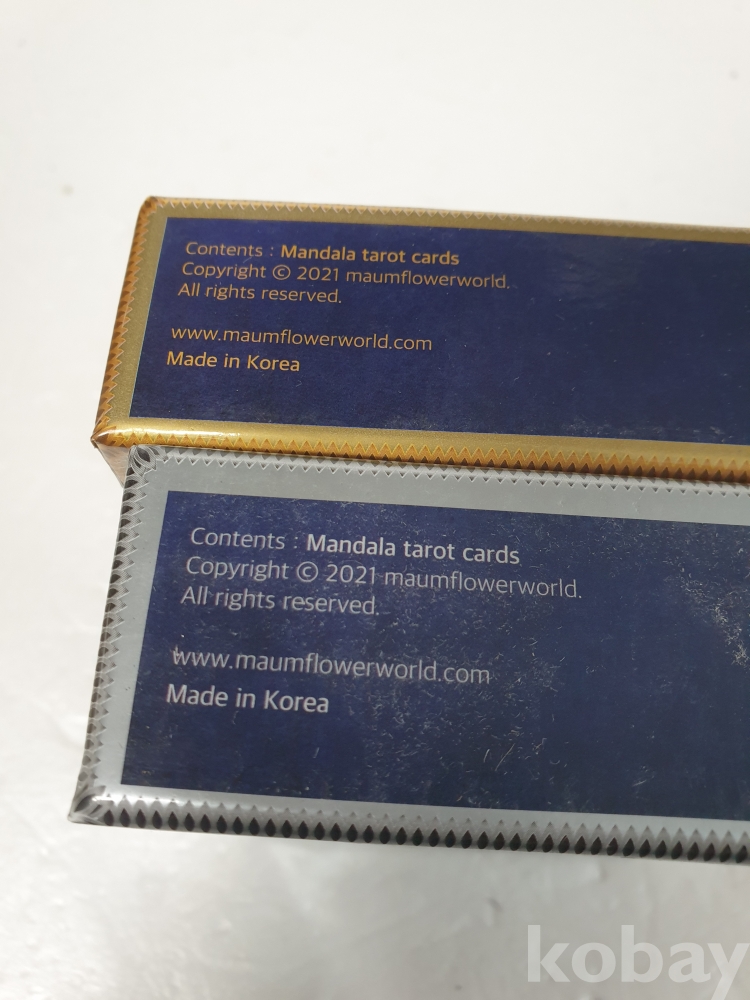 Contents : Mandala tarot cards
Copyright © 2021 maumflowerworld.
All rights reserved.
www.maumflowerworld.com
Made in Korea
Contents : Mandala tarot cards
Copyright © 2021 maumflowerworld.
All rights reserved.
www.maumflowerworld.com
Made in Korea
kobay